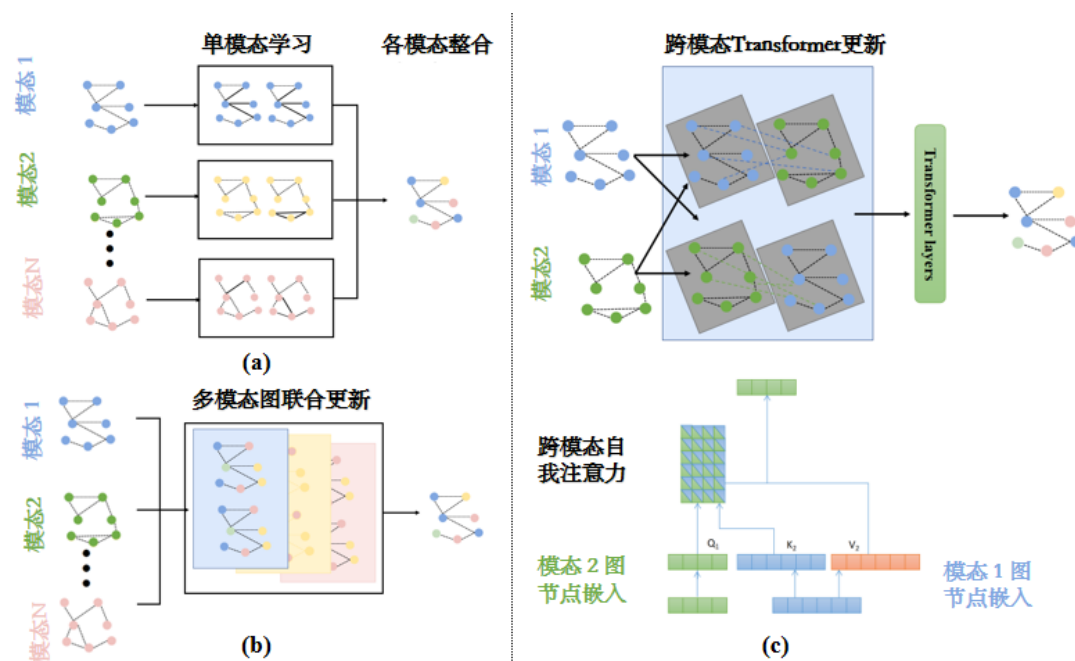 单模态学习
各模态整合
模态 1
模态2
模态N
(a)
多模态图联合更新
模态 1
模态2
模态N
(b)
跨模态Transformer更新
模态 1
模态2
Transformer layers
跨模态自
我注意力
Q₁
K₂
V₂
模态 2 图
节点嵌入
模态 1 图
节点嵌入
(c)